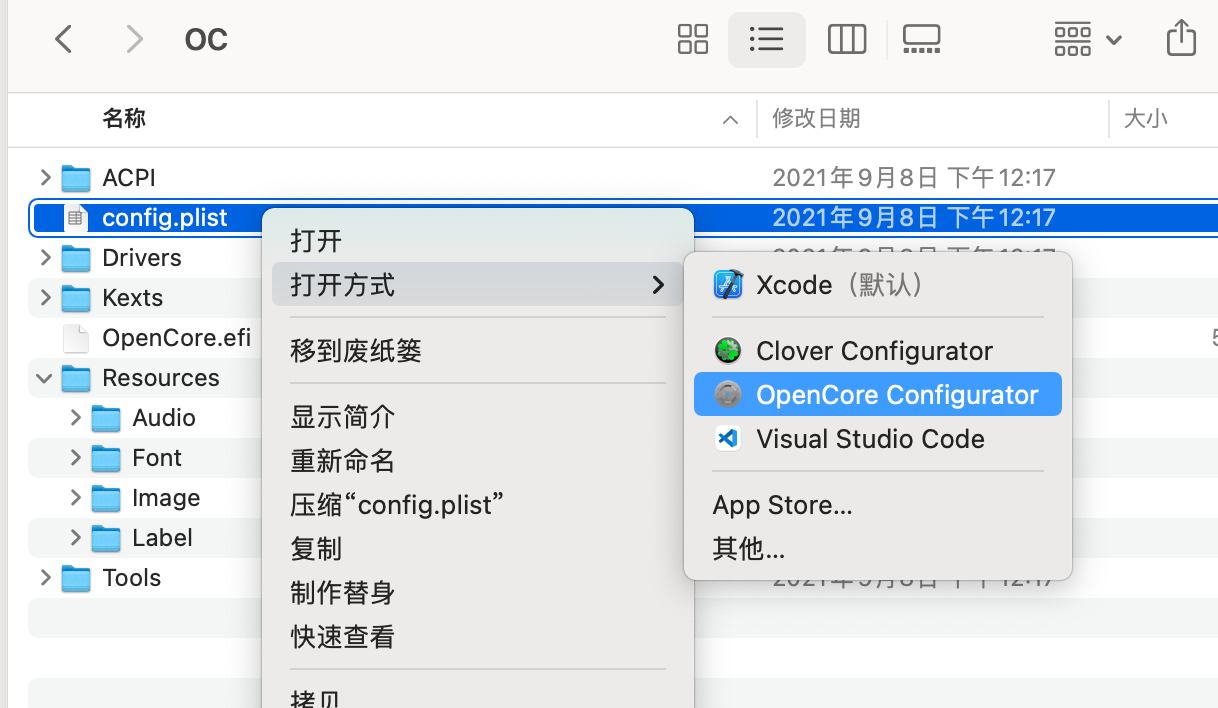 OC
名称 修改日期 大小
ACPI 2021年9月8日 下午12:17
config.plist 2021年9月8日 下午12:17
Drivers
Kexts
OpenCore.efi
Resources
Audio
Font
Image
Label
Tools
打开
打开方式
移到废纸篓
显示简介
重新命名
压缩“config.plist”
复制
制作替身
快速查看
拷贝
Xcode（默认）
Clover Configurator
OpenCore Configurator
Visual Studio Code
App Store...
其他...